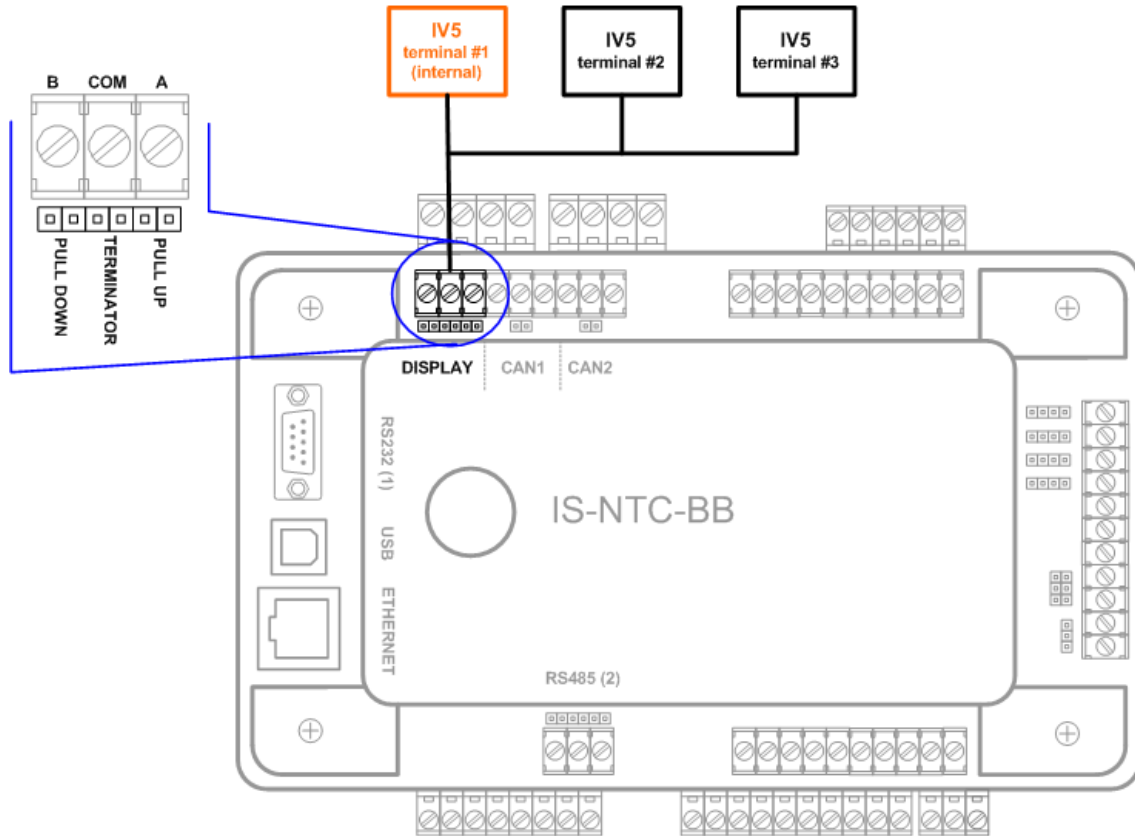 IV5
terminal #1
(internal)
IV5
terminal #2
IV5
terminal #3
B COM A
PULL DOWN
TERMINATOR
PULL UP
DISPLAY CAN1 CAN2
RS232 (1)
USB
ETHERNET
IS-NTC-BB
RS485 (2)